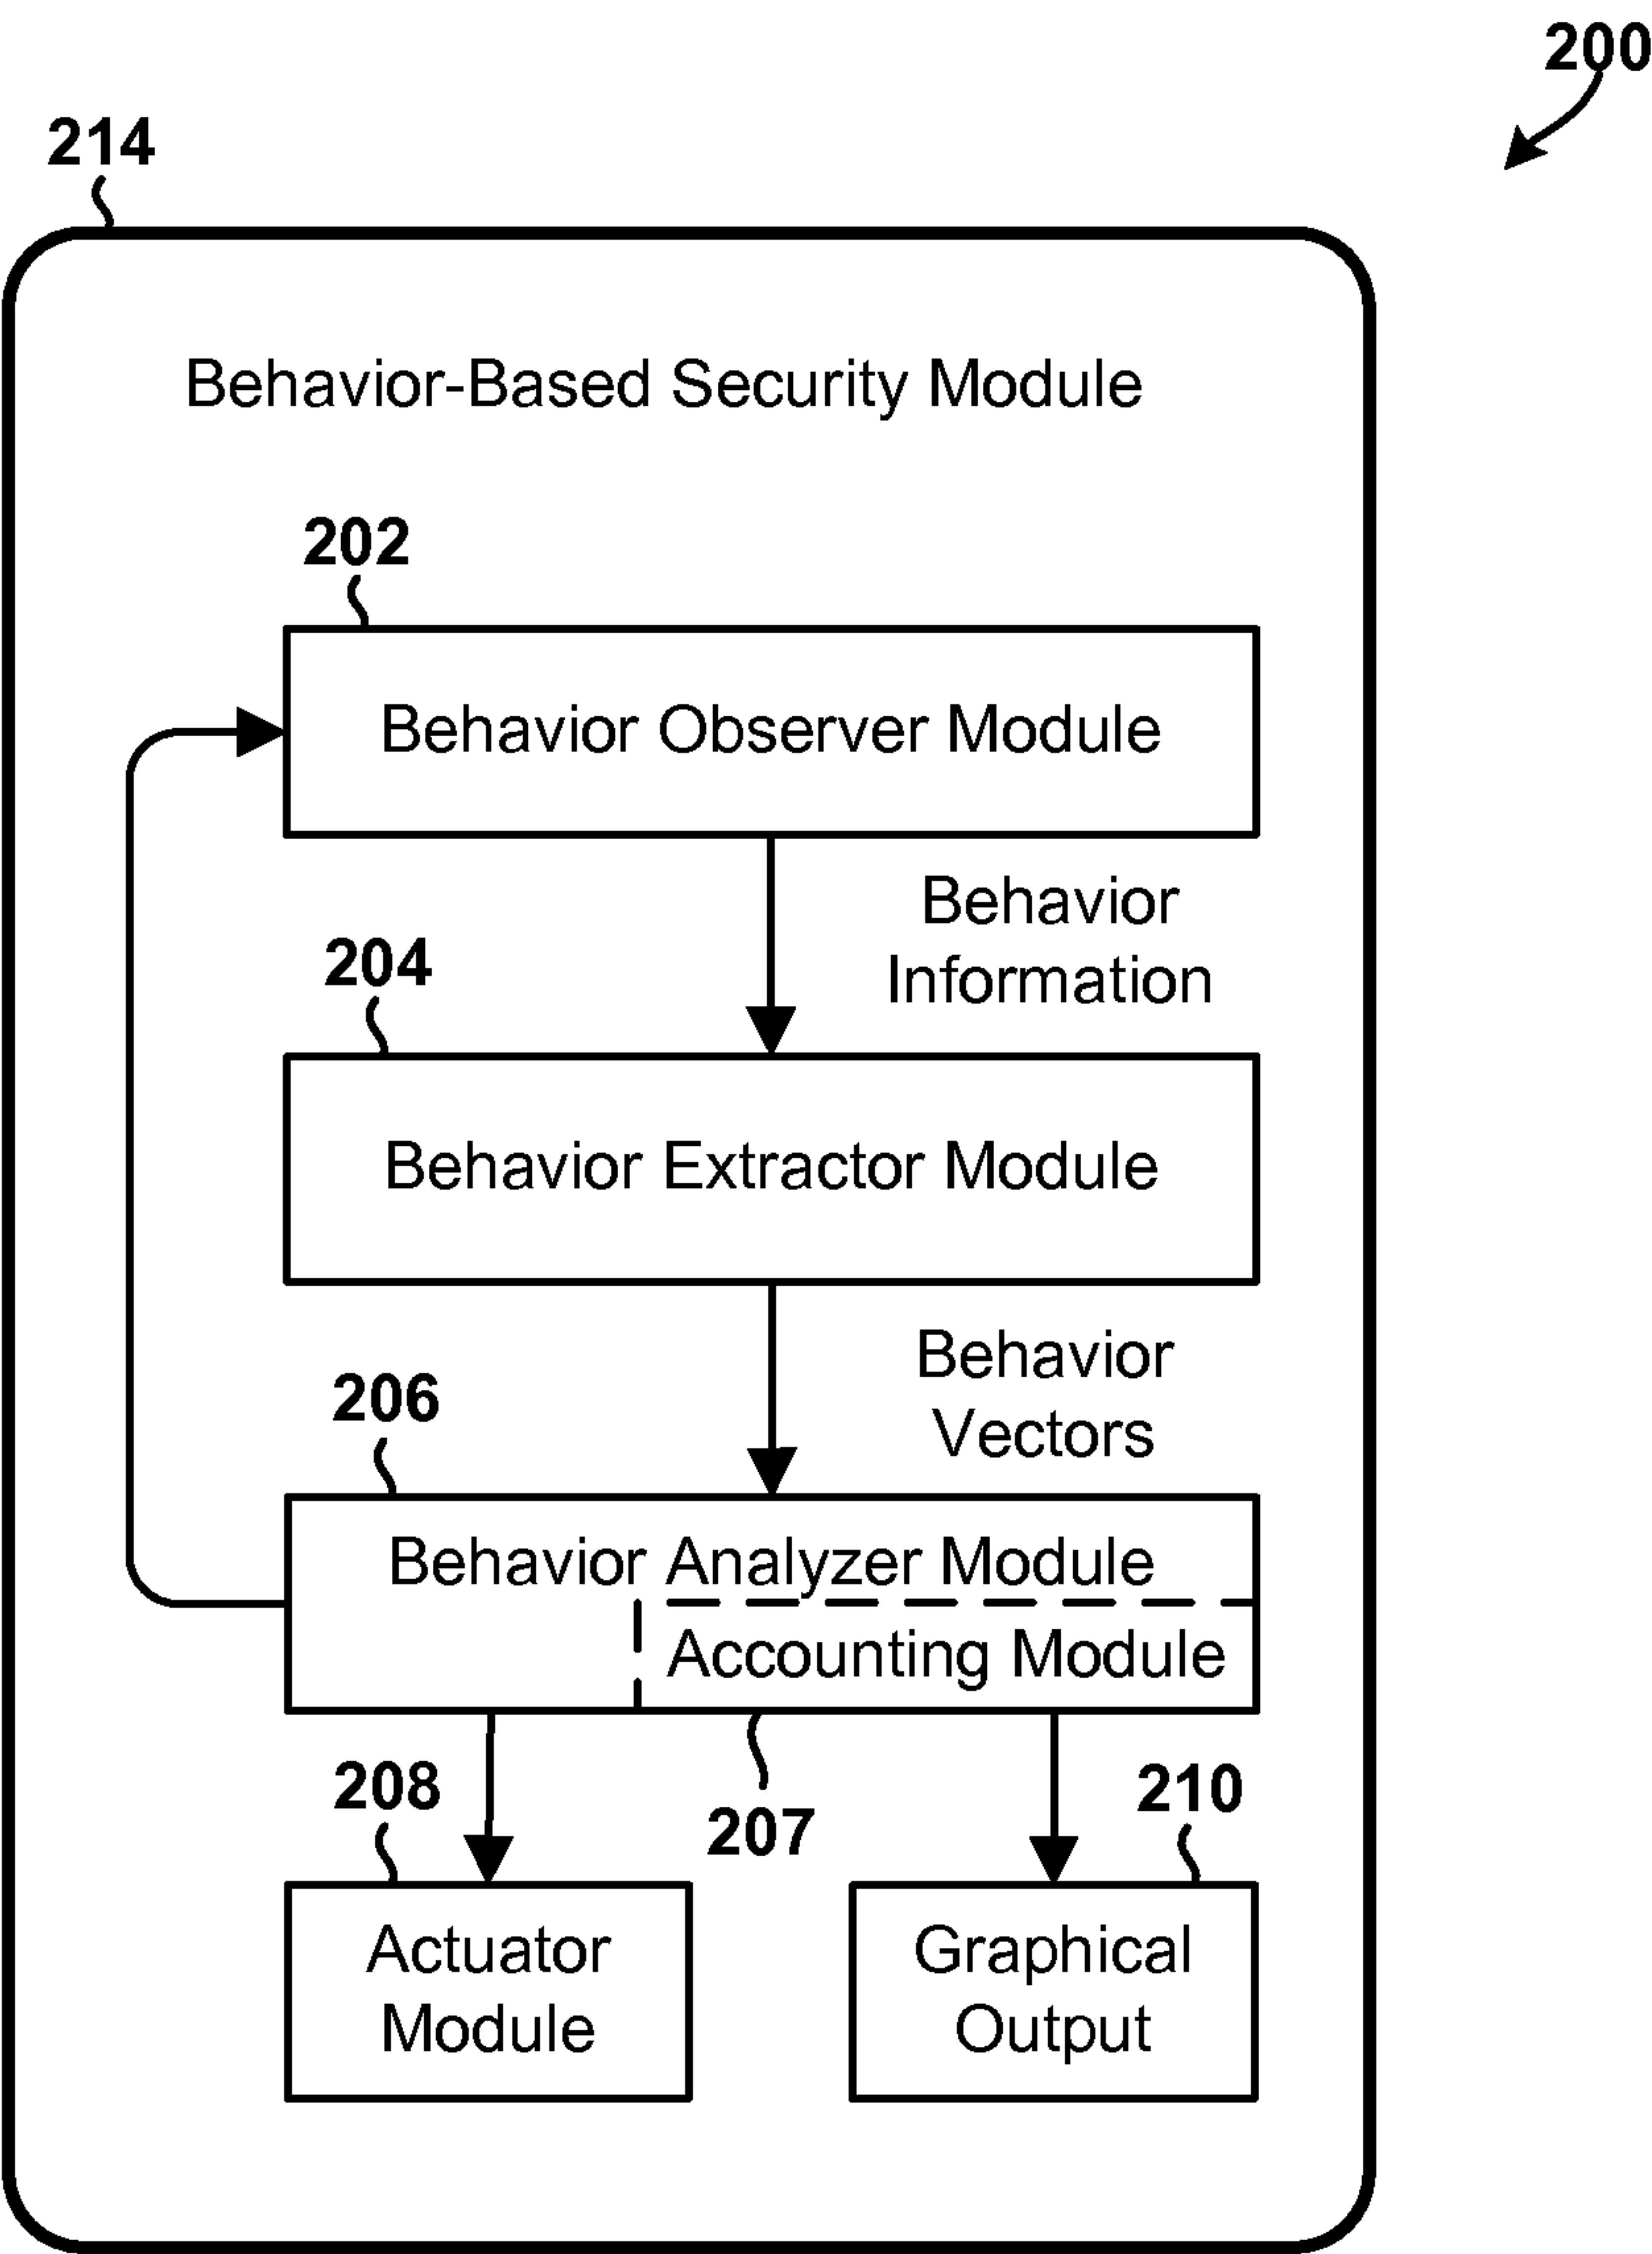 200
214
Behavior-Based Security Module
202
Behavior Observer Module
Behavior
Information
204
Behavior Extractor Module
Behavior
Vectors
206
Behavior Analyzer Module
Accounting Module
208
207
210
Actuator
Module
Graphical
Output